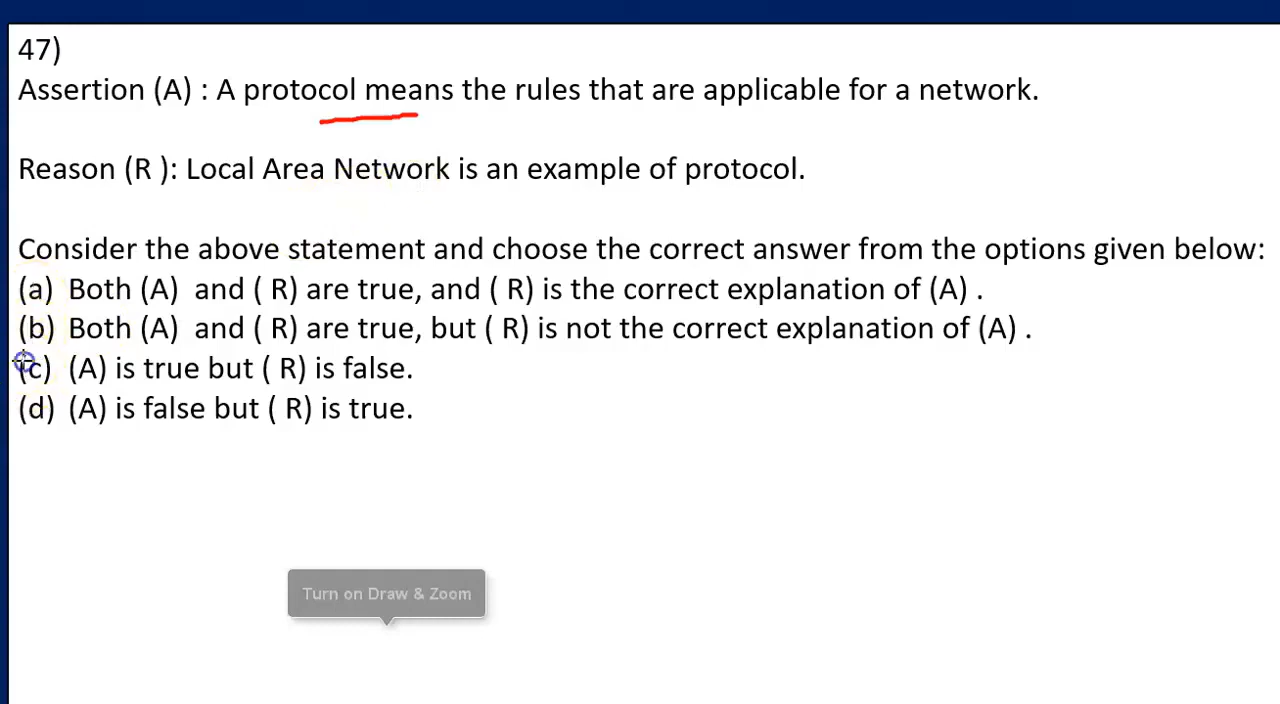 47)
Assertion (A) : A protocol means the rules that are applicable for a network.
Reason (R ): Local Area Network is an example of protocol.
Consider the above statement and choose the correct answer from the options given below:
(a) Both (A) and ( R) are true, and ( R) is the correct explanation of (A) .
(b) Both (A) and ( R) are true, but ( R) is not the correct explanation of (A) .
(c) (A) is true but ( R) is false.
(d) (A) is false but ( R) is true.
Turn on Draw & Zoom